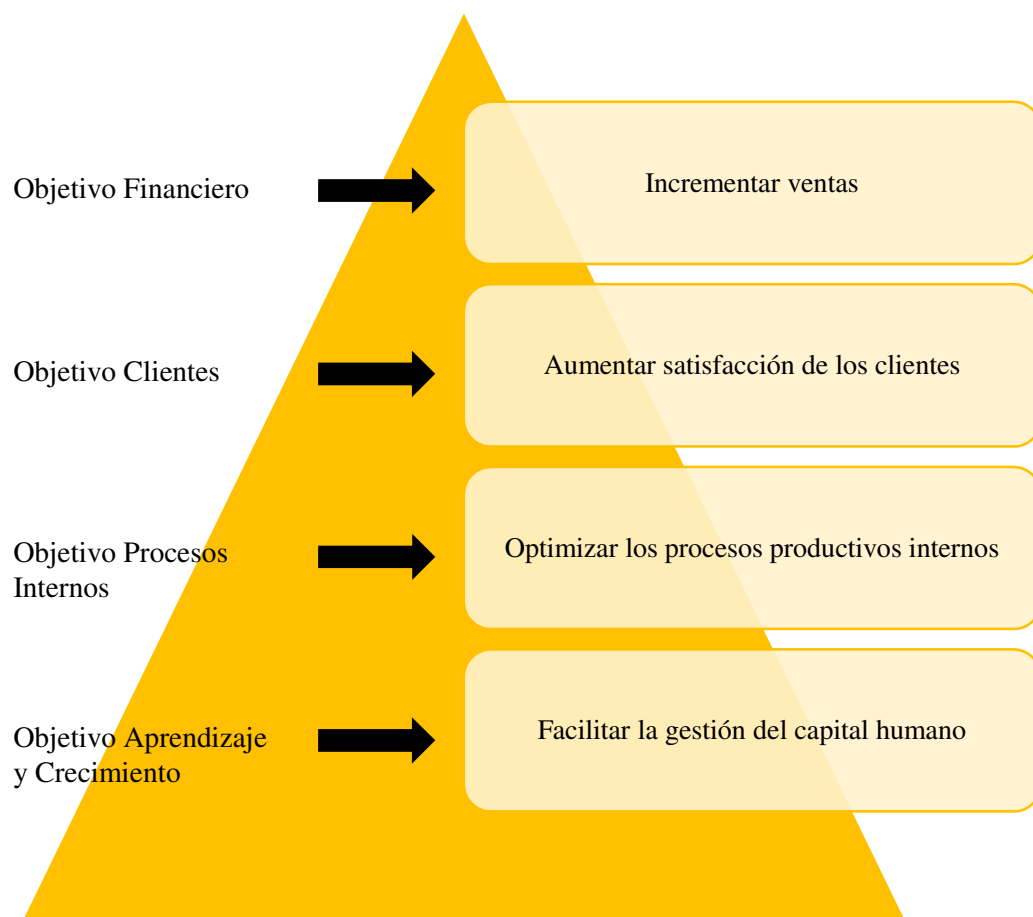 Objetivo Financiero
Incrementar ventas
Objetivo Clientes
Aumentar satisfacción de los clientes
Objetivo Procesos
Internos
Optimizar los procesos productivos internos
Objetivo Aprendizaje
y Crecimiento
Facilitar la gestión del capital humano